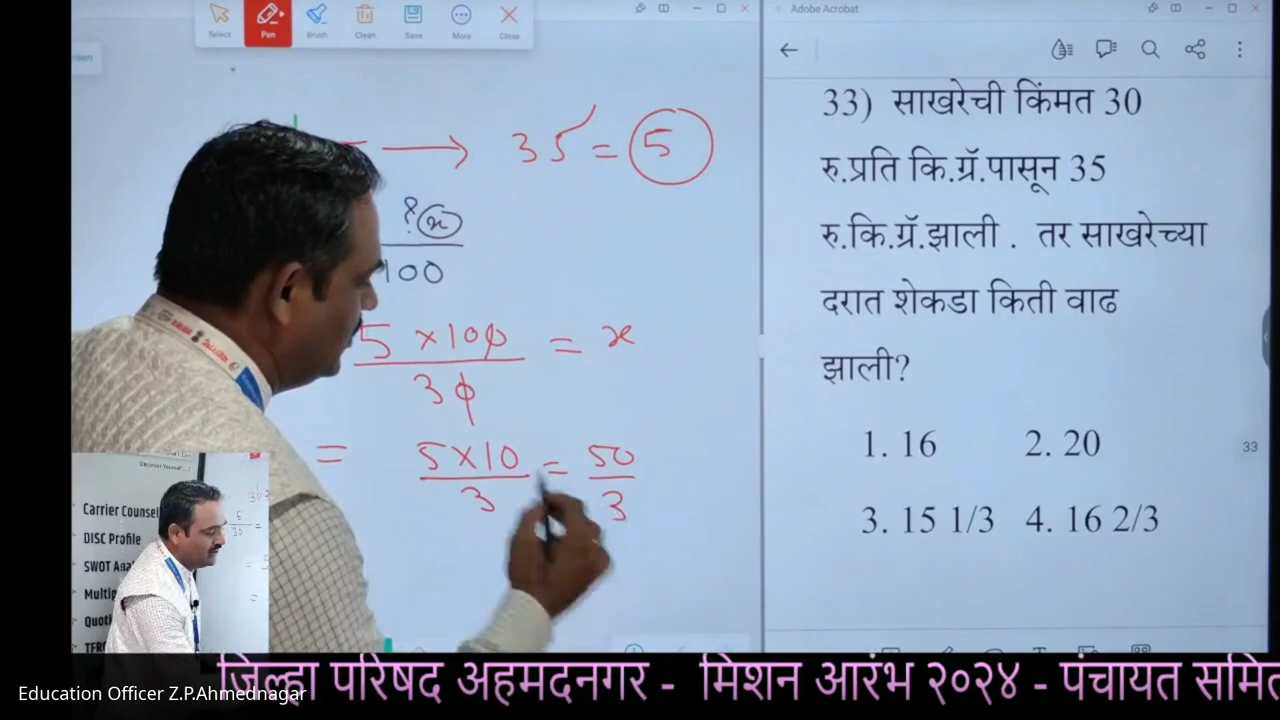 Select Pen Brush Clean Save More Close
Adobe Acrobat
→ 35 = 5
? x
100
5 × 100 = x
30
= 5×10 = 50
3 3
33) साखरेची किंमत 30
रु.प्रति कि.ग्रॅ.पासून 35
रु.कि.ग्रॅ.झाली . तर साखरेच्या
दरात शेकडा किती वाढ
झाली?
1. 16 2. 20
3. 15 1/3 4. 16 2/3
33
Carrier Counsel
DISC Profile
SWOT Ana
Multip
Quoti
जिल्हा परिषद अहमदनगर - मिशन आरंभ २०२४ - पंचायत समित
Education Officer Z.P.Ahmednagar